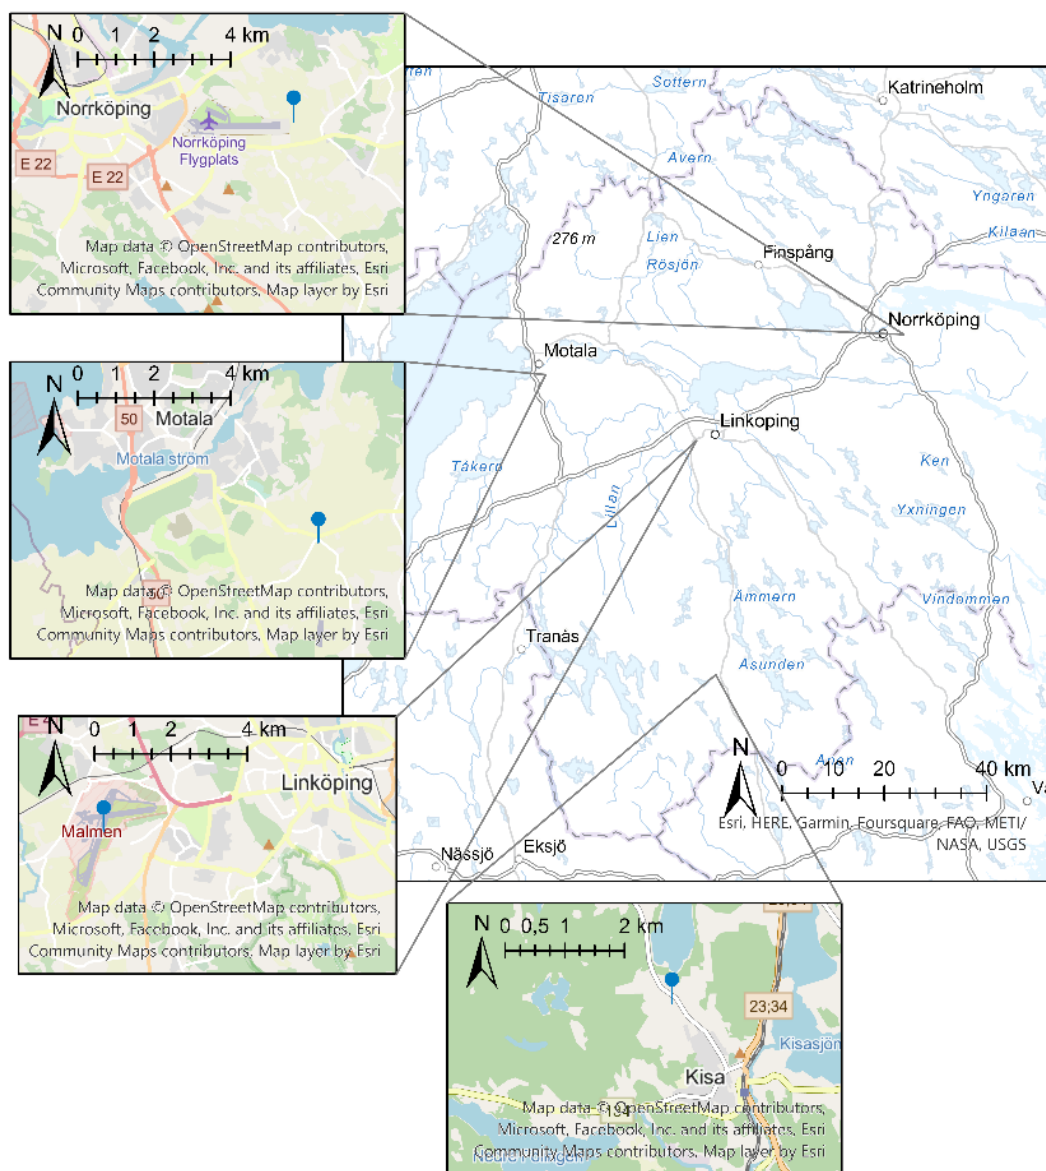 N
0 1 2 4 km
Norrköping
Norrköping
Flygplats
E 22
E 22
Map data © OpenStreetMap contributors,
Microsoft, Facebook, Inc. and its affiliates, Esri
Community Maps contributors, Map layer by Esri
Tisaren
Sottern
Katrineholm
Avern
Yngaren
276 m
Lien
Kilaan
Finspång
Rösjön
Norrköping
Motala
Linkoping
Tåkern
Ken
Lillan
Yxningen
Ämmern
Vindommen
Tranås
Asunden
N
Anen
0 10 20 40 km
Esri, HERE, Garmin, Foursquare, FAO, METI/
NASA, USGS
Eksjö
Nässjö
N
0 1 2 4 km
50
Motala
Motala ström
50
Map data © OpenStreetMap contributors,
Microsoft, Facebook, Inc. and its affiliates, Esri
Community Maps contributors, Map layer by Esri
E 4
N
0 1 2 4 km
Linköping
Malmen
Map data © OpenStreetMap contributors,
Microsoft, Facebook, Inc. and its affiliates, Esri
Community Maps contributors, Map layer by Esri
N
0 0,5 1 2 km
23;34
Kisasjön
Kisa
134
Map data © OpenStreetMap contributors,
Microsoft, Facebook, Inc. and its affiliates, Esri
Community Maps contributors, Map layer by Esri